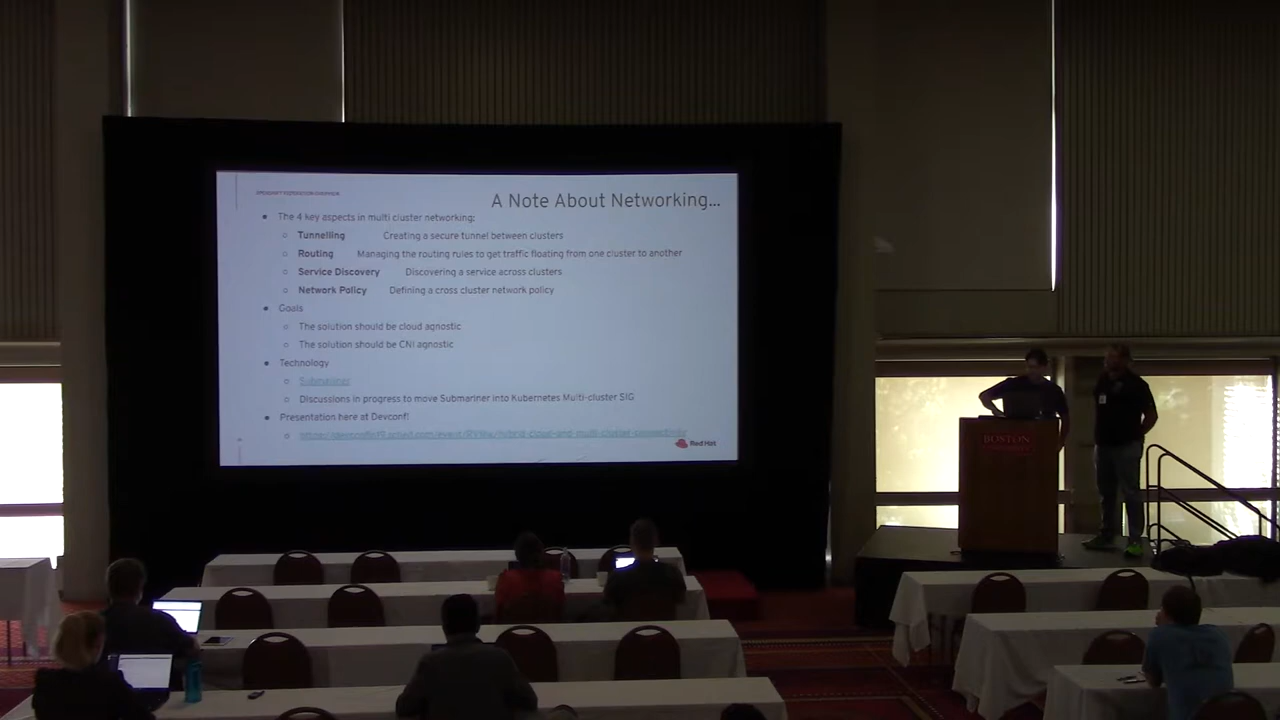 OPENSHIFT FEDERATION OVERVIEW
A Note About Networking...
● The 4 key aspects in multi cluster networking:
○ Tunnelling Creating a secure tunnel between clusters
○ Routing Managing the routing rules to get traffic floating from one cluster to another
○ Service Discovery Discovering a service across clusters
○ Network Policy Defining a cross cluster network policy
● Goals
○ The solution should be cloud agnostic
○ The solution should be CNI agnostic
● Technology
○ Submariner
○ Discussions in progress to move Submariner into Kubernetes Multi-cluster SIG
● Presentation here at Devconf!
Red Hat
BOSTON